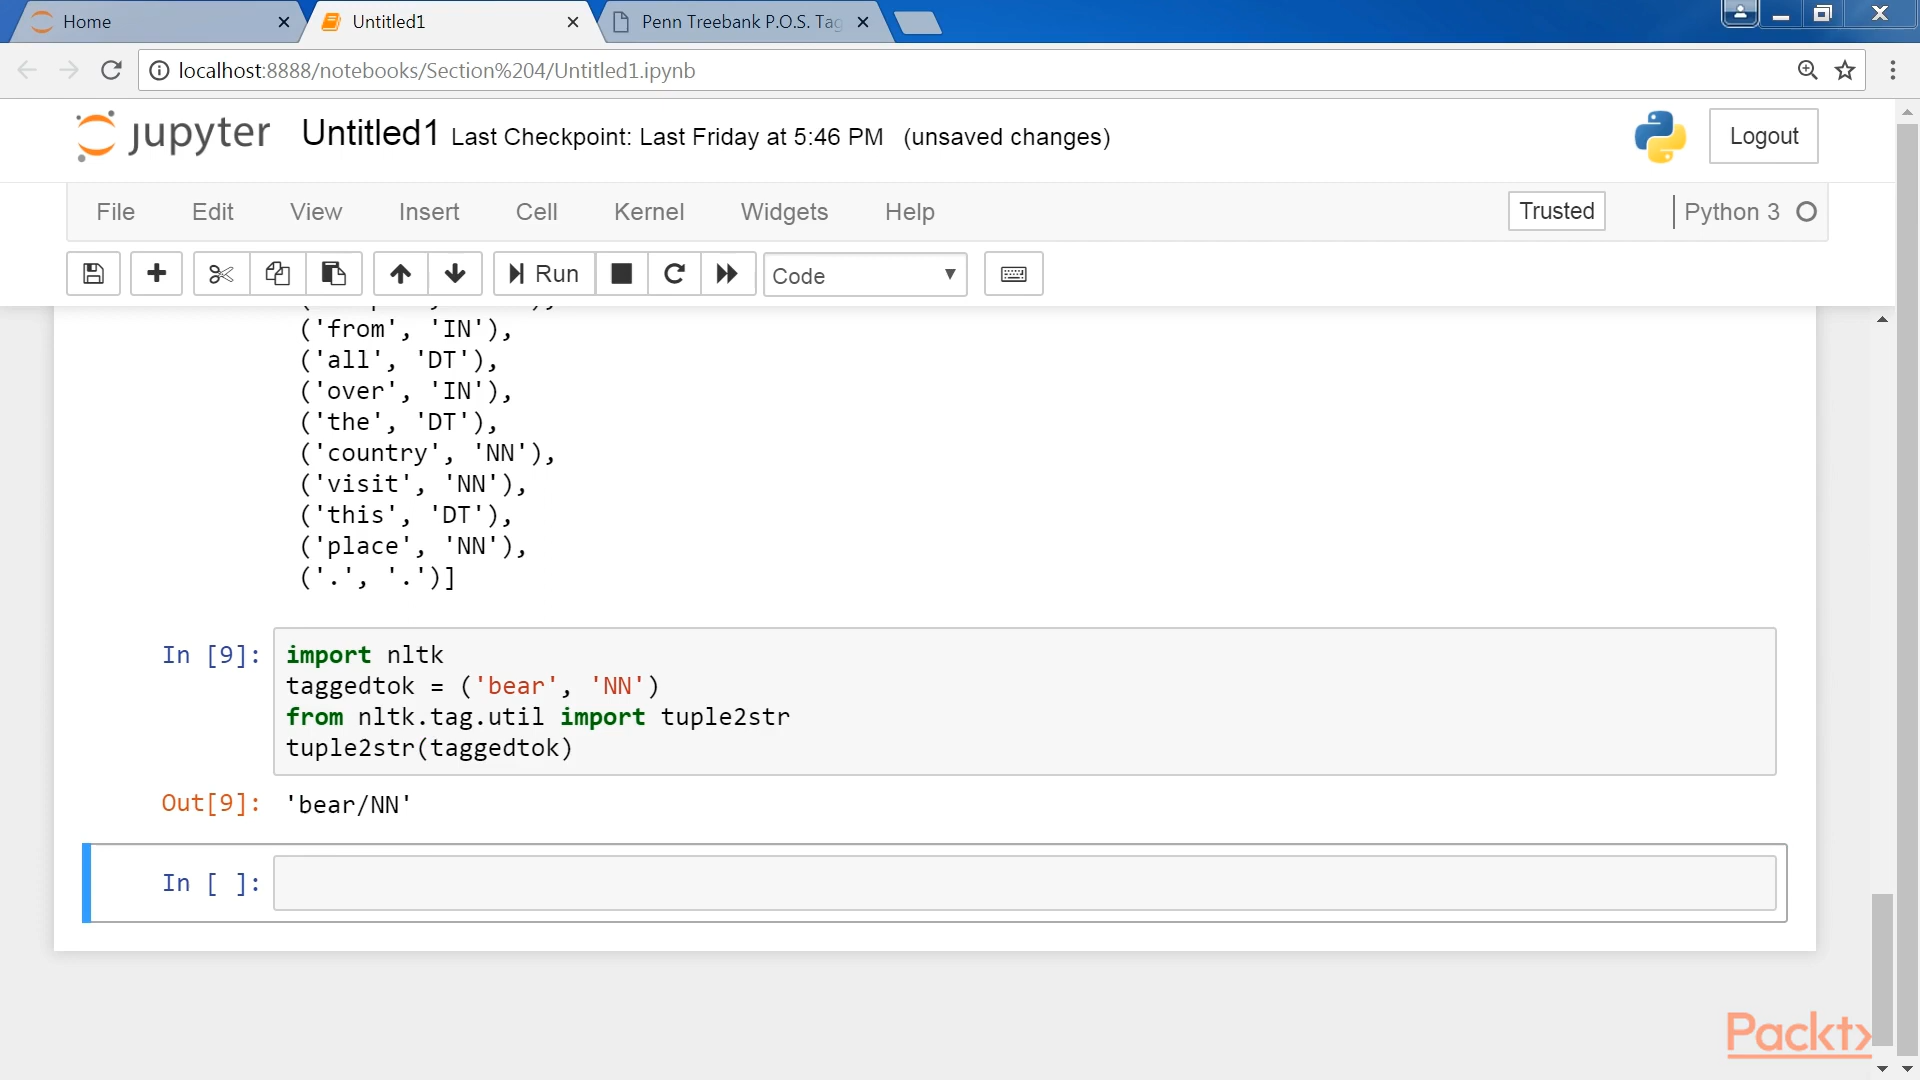 Home
Untitled1
Penn Treebank P.O.S. Tag
localhost:8888/notebooks/Section%204/Untitled1.ipynb
jupyter Untitled1 Last Checkpoint: Last Friday at 5:46 PM (unsaved changes)
Logout
File Edit View Insert Cell Kernel Widgets Help
Trusted
Python 3
Run
Code
('from', 'IN'),
('all', 'DT'),
('over', 'IN'),
('the', 'DT'),
('country', 'NN'),
('visit', 'NN'),
('this', 'DT'),
('place', 'NN'),
('.', '.')]
In [9]: import nltk
taggedtok = ('bear', 'NN')
from nltk.tag.util import tuple2str
tuple2str(taggedtok)
Out[9]: 'bear/NN'
In [ ]:
Packt